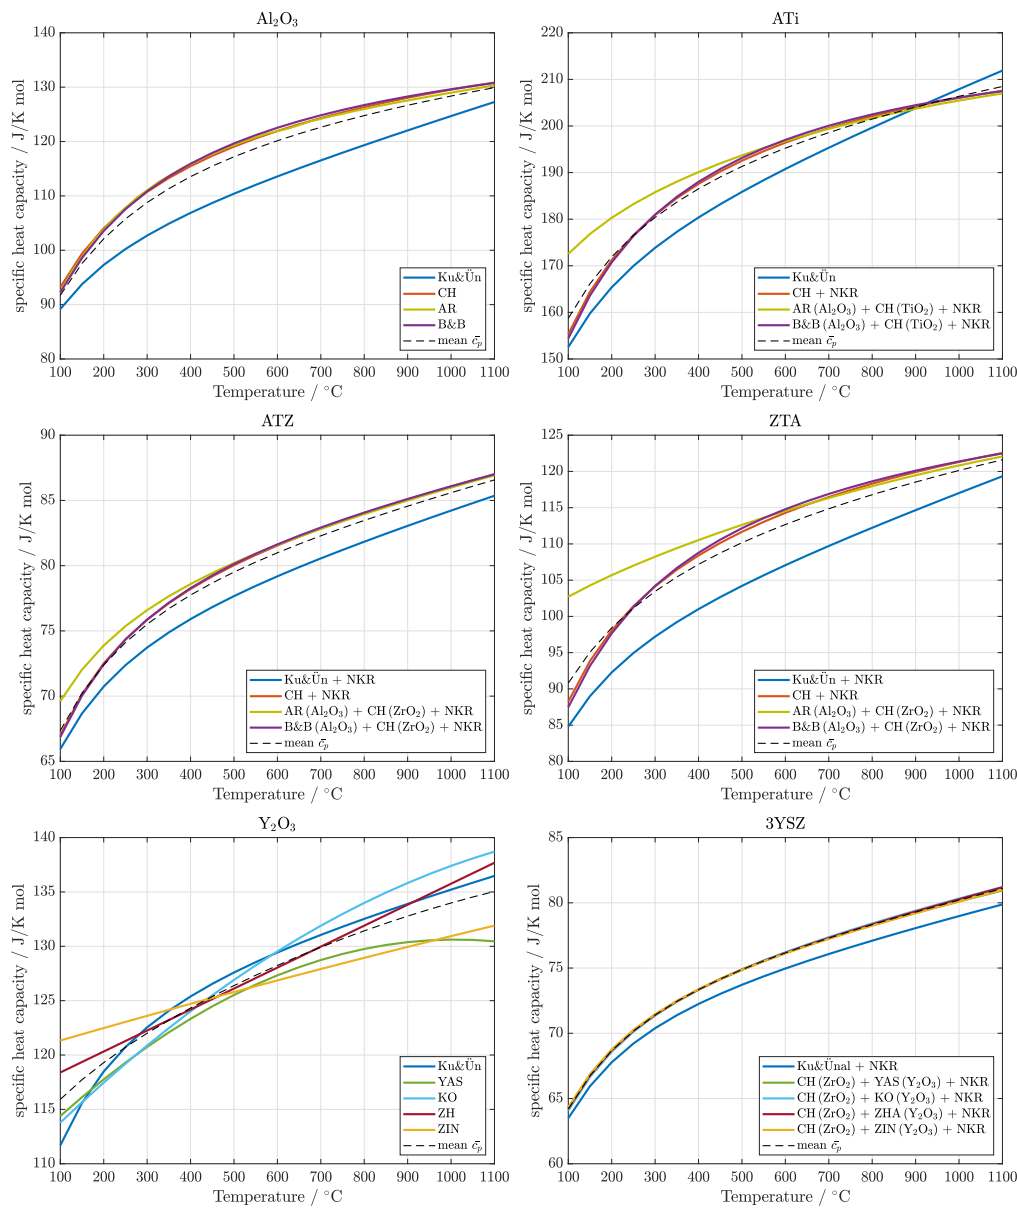 Al₂O₃
specific heat capacity / J/K mol
140
130
120
110
100
90
80
Ku&Ün
CH
AR
B&B
mean c̄ₚ
100 200 300 400 500 600 700 800 900 1000 1100
Temperature / °C
ATi
specific heat capacity / J/K mol
220
210
200
190
180
170
160
150
Ku&Ün
CH + NKR
AR (Al₂O₃) + CH (TiO₂) + NKR
B&B (Al₂O₃) + CH (TiO₂) + NKR
mean c̄ₚ
100 200 300 400 500 600 700 800 900 1000 1100
Temperature / °C
ATZ
specific heat capacity / J/K mol
90
85
80
75
70
65
Ku&Ün + NKR
CH + NKR
AR (Al₂O₃) + CH (ZrO₂) + NKR
B&B (Al₂O₃) + CH (ZrO₂) + NKR
mean c̄ₚ
100 200 300 400 500 600 700 800 900 1000 1100
Temperature / °C
ZTA
specific heat capacity / J/K mol
125
120
115
110
105
100
95
90
85
80
Ku&Ün + NKR
CH + NKR
AR (Al₂O₃) + CH (ZrO₂) + NKR
B&B (Al₂O₃) + CH (ZrO₂) + NKR
mean c̄ₚ
100 200 300 400 500 600 700 800 900 1000 1100
Temperature / °C
Y₂O₃
specific heat capacity / J/K mol
140
135
130
125
120
115
110
Ku&Ün
YAS
KO
ZH
ZIN
mean c̄ₚ
100 200 300 400 500 600 700 800 900 1000 1100
Temperature / °C
3YSZ
specific heat capacity / J/K mol
85
80
75
70
65
60
Ku&Ünal + NKR
CH (ZrO₂) + YAS (Y₂O₃) + NKR
CH (ZrO₂) + KO (Y₂O₃) + NKR
CH (ZrO₂) + ZHA (Y₂O₃) + NKR
CH (ZrO₂) + ZIN (Y₂O₃) + NKR
mean c̄ₚ
100 200 300 400 500 600 700 800 900 1000 1100
Temperature / °C